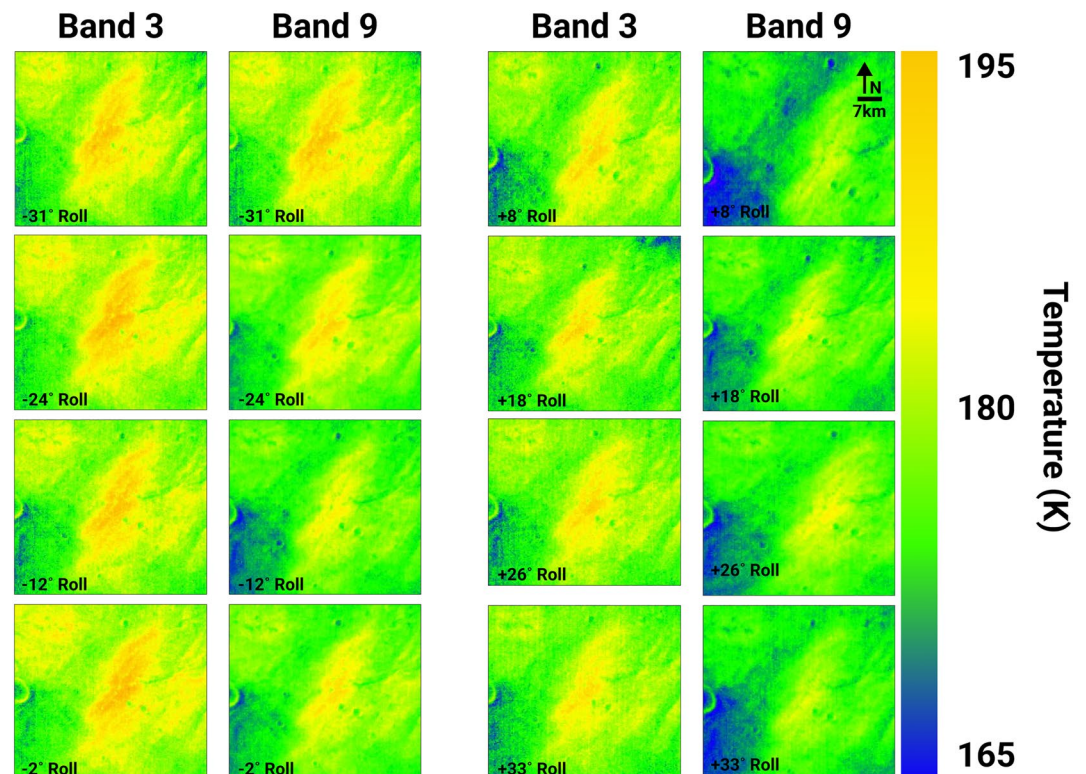 Band 3 Band 9 Band 3 Band 9
195
N
7km
-31° Roll -31° Roll +8° Roll +8° Roll
-24° Roll -24° Roll +18° Roll +18° Roll
180
Temperature (K)
-12° Roll -12° Roll +26° Roll +26° Roll
165
-2° Roll -2° Roll +33° Roll +33° Roll